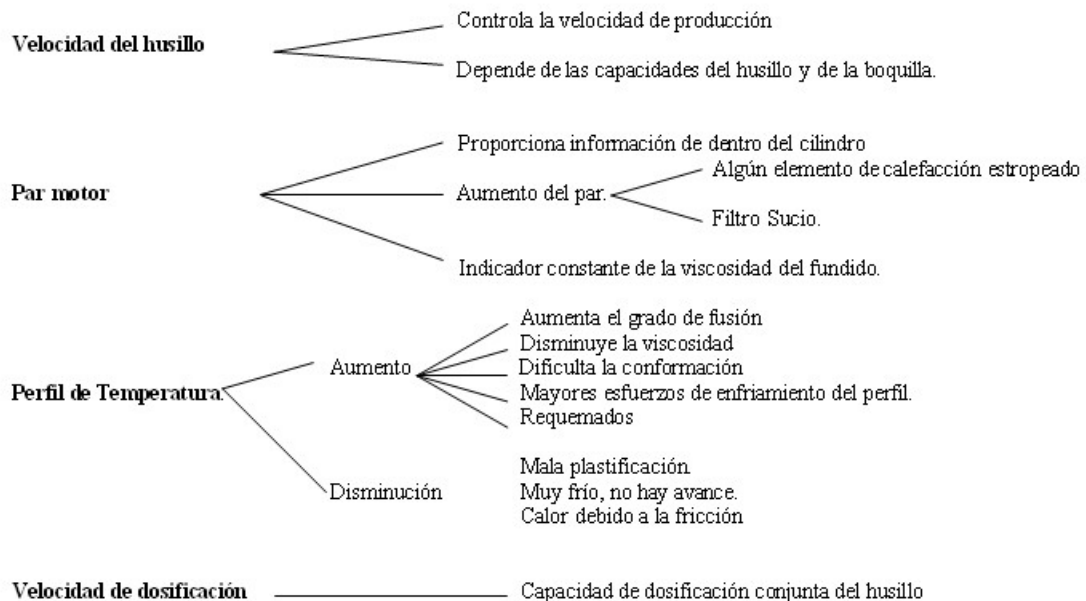 Velocidad del husillo
Controla la velocidad de producción
Depende de las capacidades del husillo y de la boquilla.
Par motor
Proporciona información de dentro del cilindro
Aumento del par.
Algún elemento de calefacción estropeado
Filtro Sucio.
Indicador constante de la viscosidad del fundido.
Perfil de Temperatura.
Aumento
Aumenta el grado de fusión
Disminuye la viscosidad
Dificulta la conformación
Mayores esfuerzos de enfriamiento del perfil.
Requemados
Disminución
Mala plastificación
Muy frío, no hay avance.
Calor debido a la fricción
Velocidad de dosificación
Capacidad de dosificación conjunta del husillo